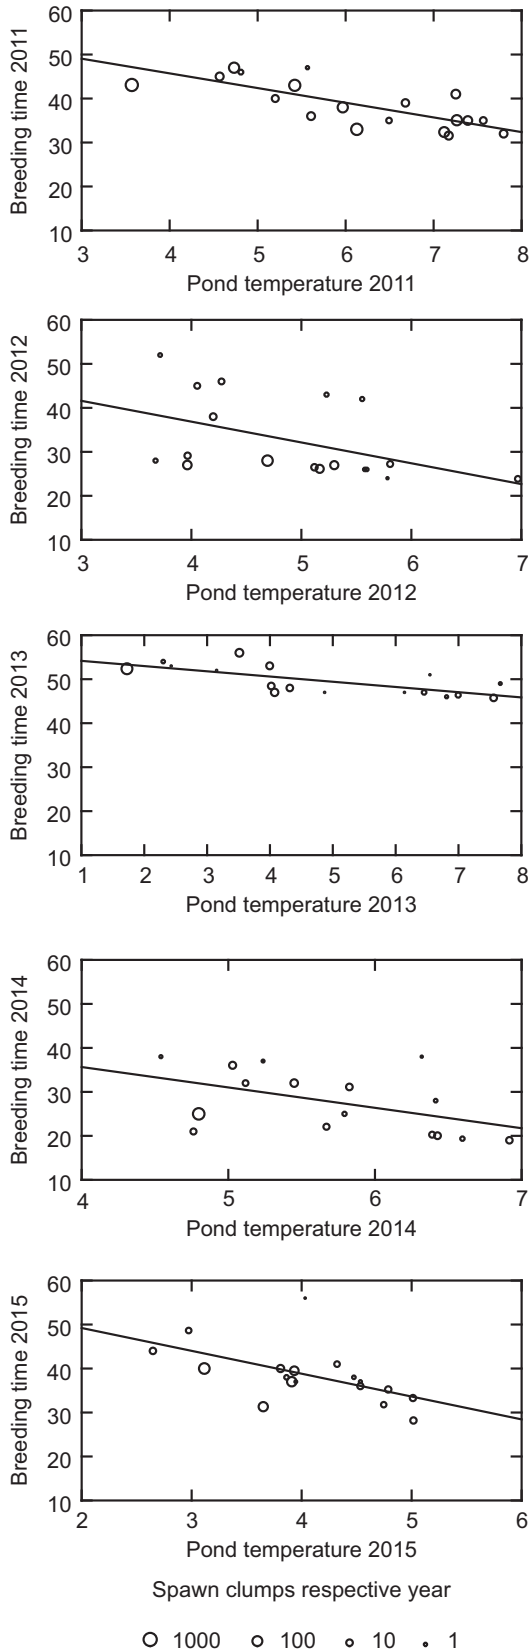 60
50
40
30
20
10
Breeding time 2011
3 4 5 6 7 8
Pond temperature 2011
60
50
40
30
20
10
Breeding time 2012
3 4 5 6 7
Pond temperature 2012
60
50
40
30
20
10
Breeding time 2013
1 2 3 4 5 6 7 8
Pond temperature 2013
60
50
40
30
20
10
Breeding time 2014
4 5 6 7
Pond temperature 2014
60
50
40
30
20
10
Breeding time 2015
2 3 4 5 6
Pond temperature 2015
Spawn clumps respective year
1000 100 10 1